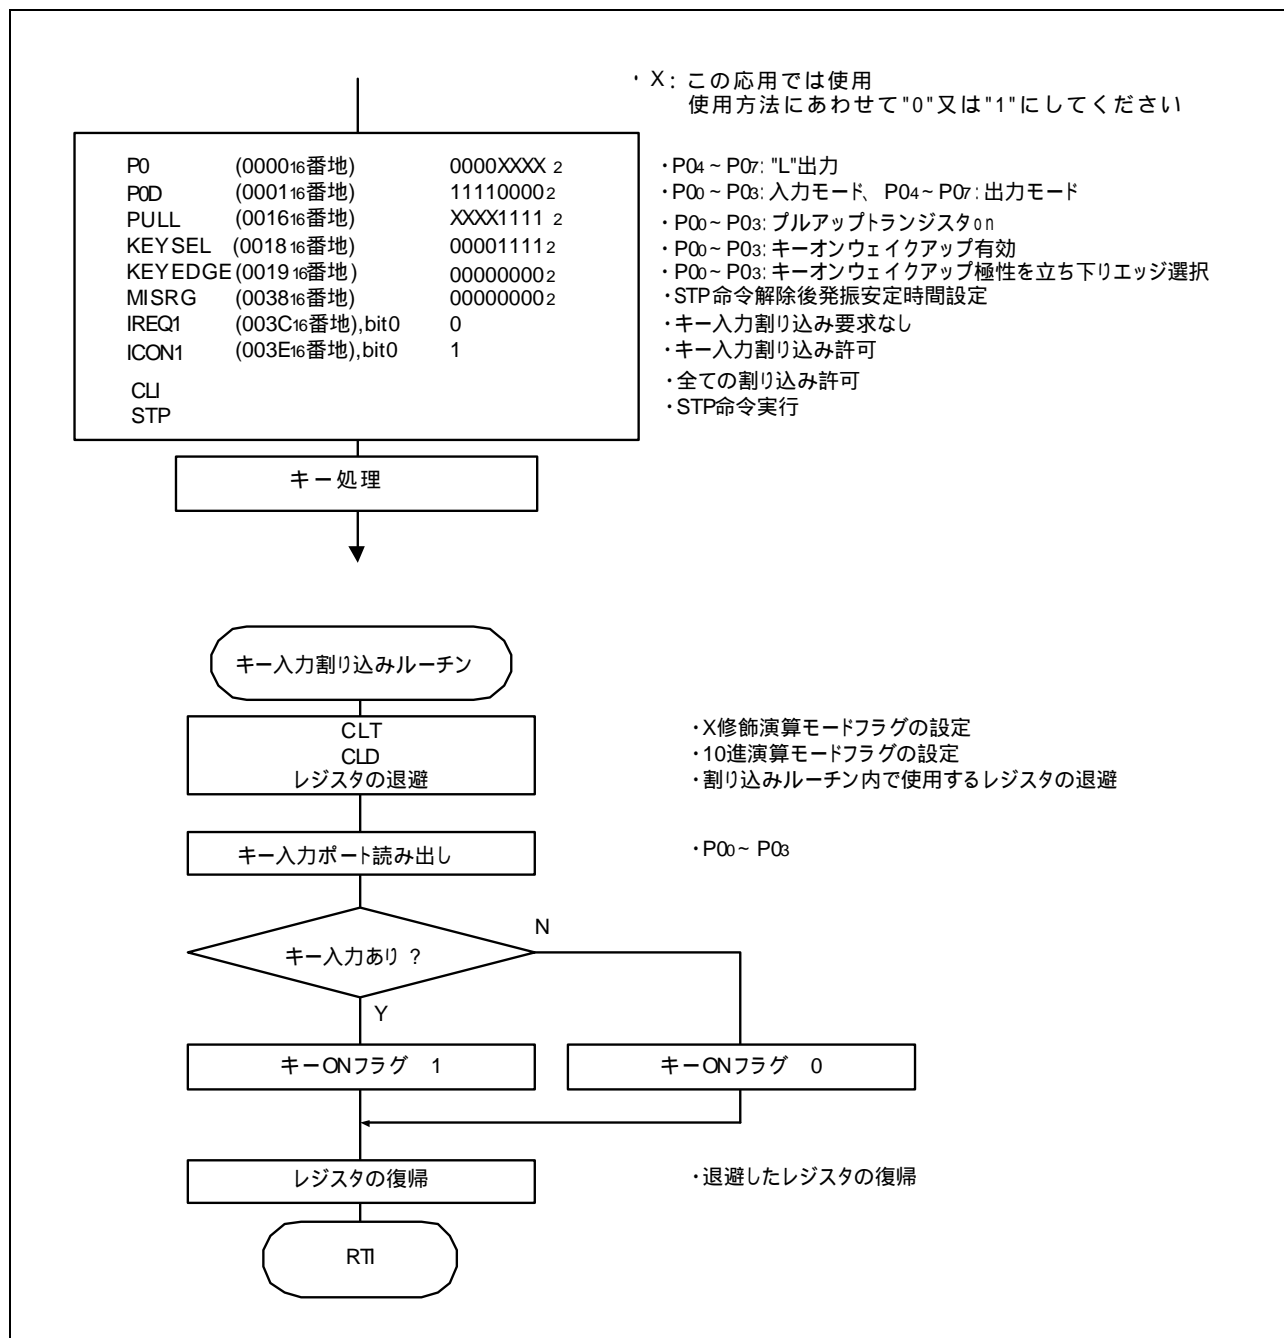 ・X: この応用では使用
使用方法にあわせて"0"又は"1"にしてください
P0 (000016番地) 0000XXXX 2 ・P04 ~ P07: "L"出力
P0D (000116番地) 11110000 2 ・P00 ~ P03: 入力モード、P04 ~ P07: 出力モード
PULL (001616番地) XXXX1111 2 ・P00 ~ P03: プルアップトランジスタon
KEYSEL (001816番地) 00001111 2 ・P00 ~ P03: キーオンウェイクアップ有効
KEYEDGE (001916番地) 00000000 2 ・P00 ~ P03: キーオンウェイクアップ極性を立ち下りエッジ選択
MISRG (003816番地) 00000000 2 ・STP命令解除後発振安定時間設定
IREQ1 (003C16番地),bit0 0 ・キー入力割り込み要求なし
ICON1 (003E16番地),bit0 1 ・キー入力割り込み許可
CLI ・全ての割り込み許可
STP ・STP命令実行
キー処理
キー入力割り込みルーチン
CLT ・X修飾演算モードフラグの設定
CLD ・10進演算モードフラグの設定
レジスタの退避 ・割り込みルーチン内で使用するレジスタの退避
キー入力ポート読み出し ・P00 ~ P03
キー入力あり ?
N
Y
キーONフラグ 1 キーONフラグ 0
レジスタの復帰 ・退避したレジスタの復帰
RTI